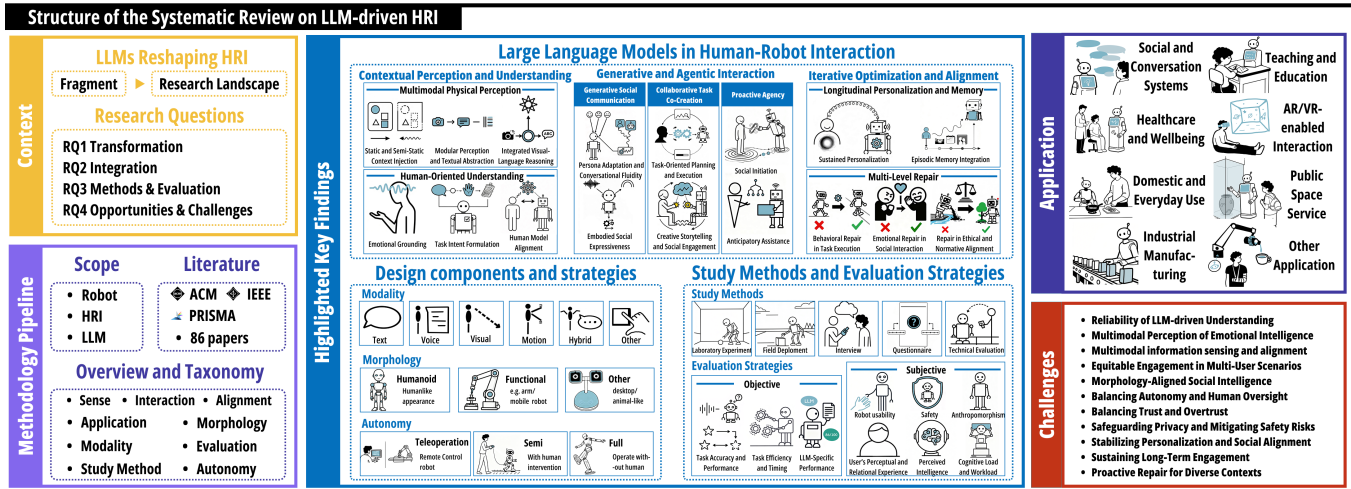 Structure of the Systematic Review on LLM-driven HRI
Context
LLMs Reshaping HRI
Fragment
Research Landscape
Research Questions
RQ1 Transformation
RQ2 Integration
RQ3 Methods & Evaluation
RQ4 Opportunities & Challenges
Methodology Pipeline
Scope
• Robot
• HRI
• LLM
Literature
ACM IEEE
PRISMA
• 86 papers
Overview and Taxonomy
• Sense • Interaction • Alignment
• Application • Morphology
• Modality • Evaluation
• Study Method • Autonomy
Highlighted Key Findings
Large Language Models in Human-Robot Interaction
Contextual Perception and Understanding
Multimodal Physical Perception
Static and Semi-Static
Context Injection
Modular Perception
and Textual Abstraction
ABC
Integrated Visual-
Language Reasoning
Human-Oriented Understanding
Emotional Grounding
Task Intent Formulation
Human Model
Alignment
Generative and Agentic Interaction
Generative Social
Communication
Persona Adaptation and
Conversational Fluidity
Embodied Social
Expressiveness
Collaborative Task
Co-Creation
Task-Oriented Planning
and Execution
Creative Storytelling
and Social Engagement
Proactive Agency
Social Initiation
Anticipatory Assistance
Iterative Optimization and Alignment
Longitudinal Personalization and Memory
Sustained Personalization
Episodic Memory Integration
Multi-Level Repair
Behavioral Repair
in Task Execution
Emotional Repair in
Social Interaction
Repair in Ethical and
Normative Alignment
Design components and strategies
Modality
Text
Voice
Visual
Motion
Hybrid
Other
Morphology
Humanoid
Humanlike
appearance
Functional
e.g. arm/
mobile robot
Other
desktop/
animal-like
Autonomy
Teleoperation
Remote Control
robot
Semi
With human
intervention
Full
Operate with-
out human
Study Methods and Evaluation Strategies
Study Methods
Laboratory Experiment
Field Deploment
Interview
?
Questionnaire
Technical Evaluation
Evaluation Strategies
Objective
Task Accuracy and
Performance
Task Efficiency
and Timing
LLM
LLM-Specific
Performance
Subjective
Robot usability
Safety
Anthropomorphism
User's Perceptual and
Relational Experience
Perceived
Intelligence
Cognitive Load
and Workload
Application
Social and
Conversation
Systems
Teaching and
Education
Healthcare
and Wellbeing
AR/VR-
enabled
Interaction
Domestic and
Everyday Use
Public
Space
Service
Industrial
Manufac-
turing
Other
Application
Challenges
• Reliability of LLM-driven Understanding
• Multimodal Perception of Emotional Intelligence
• Multimodal information sensing and alignment
• Equitable Engagement in Multi-User Scenarios
• Morphology-Aligned Social Intelligence
• Balancing Autonomy and Human Oversight
• Balancing Trust and Overtrust
• Safeguarding Privacy and Mitigating Safety Risks
• Stabilizing Personalization and Social Alignment
• Sustaining Long-Term Engagement
• Proactive Repair for Diverse Contexts